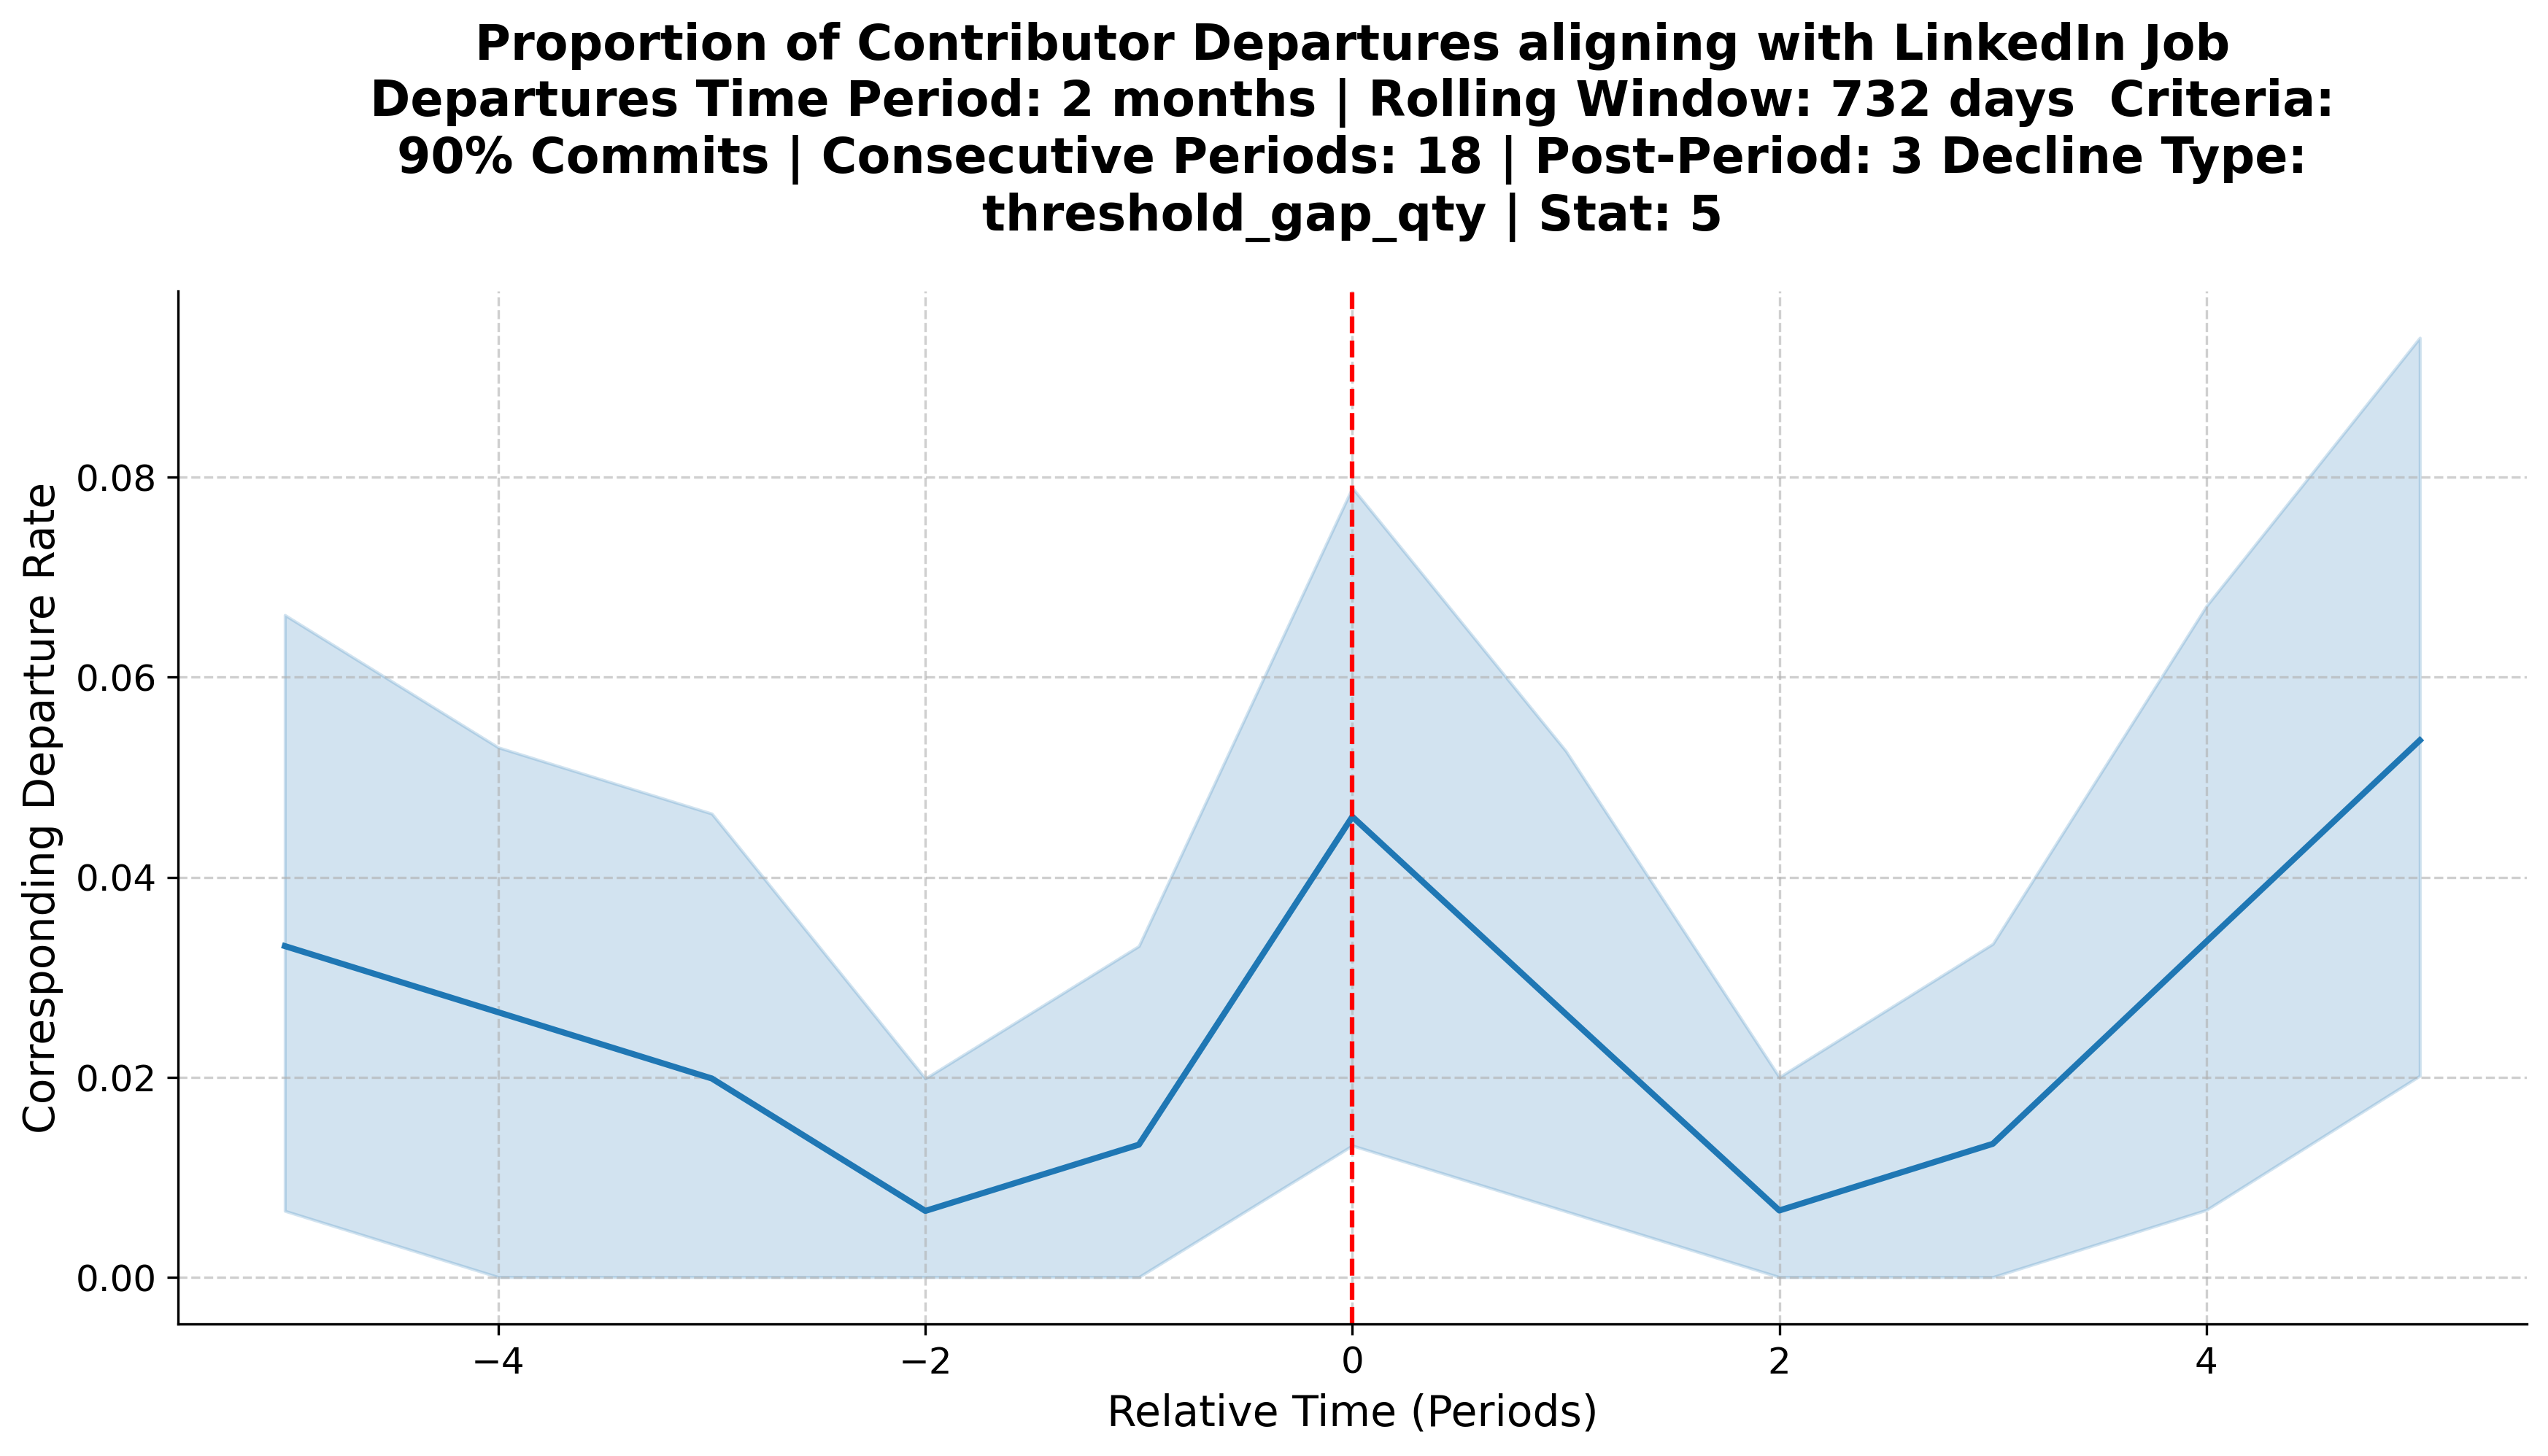 Proportion of Contributor Departures aligning with LinkedIn Job
Departures Time Period: 2 months | Rolling Window: 732 days  Criteria:
90% Commits | Consecutive Periods: 18 | Post-Period: 3 Decline Type:
threshold_gap_qty | Stat: 5
Corresponding Departure Rate
0.08
0.06
0.04
0.02
0.00
−4
−2
0
2
4
Relative Time (Periods)